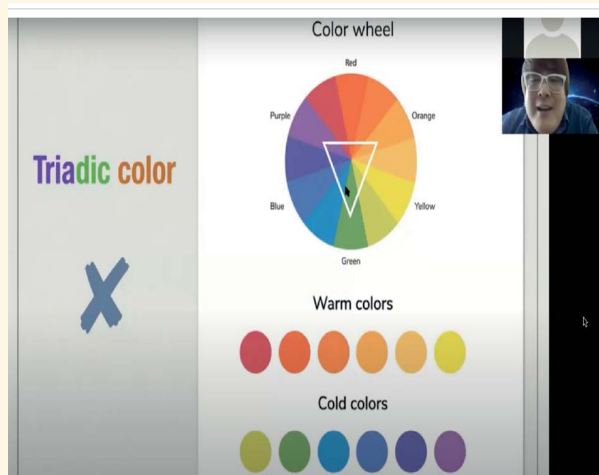 Color wheel
Red
Purple
Orange
Triadic color
Blue
Yellow
Green
Warm colors
Cold colors